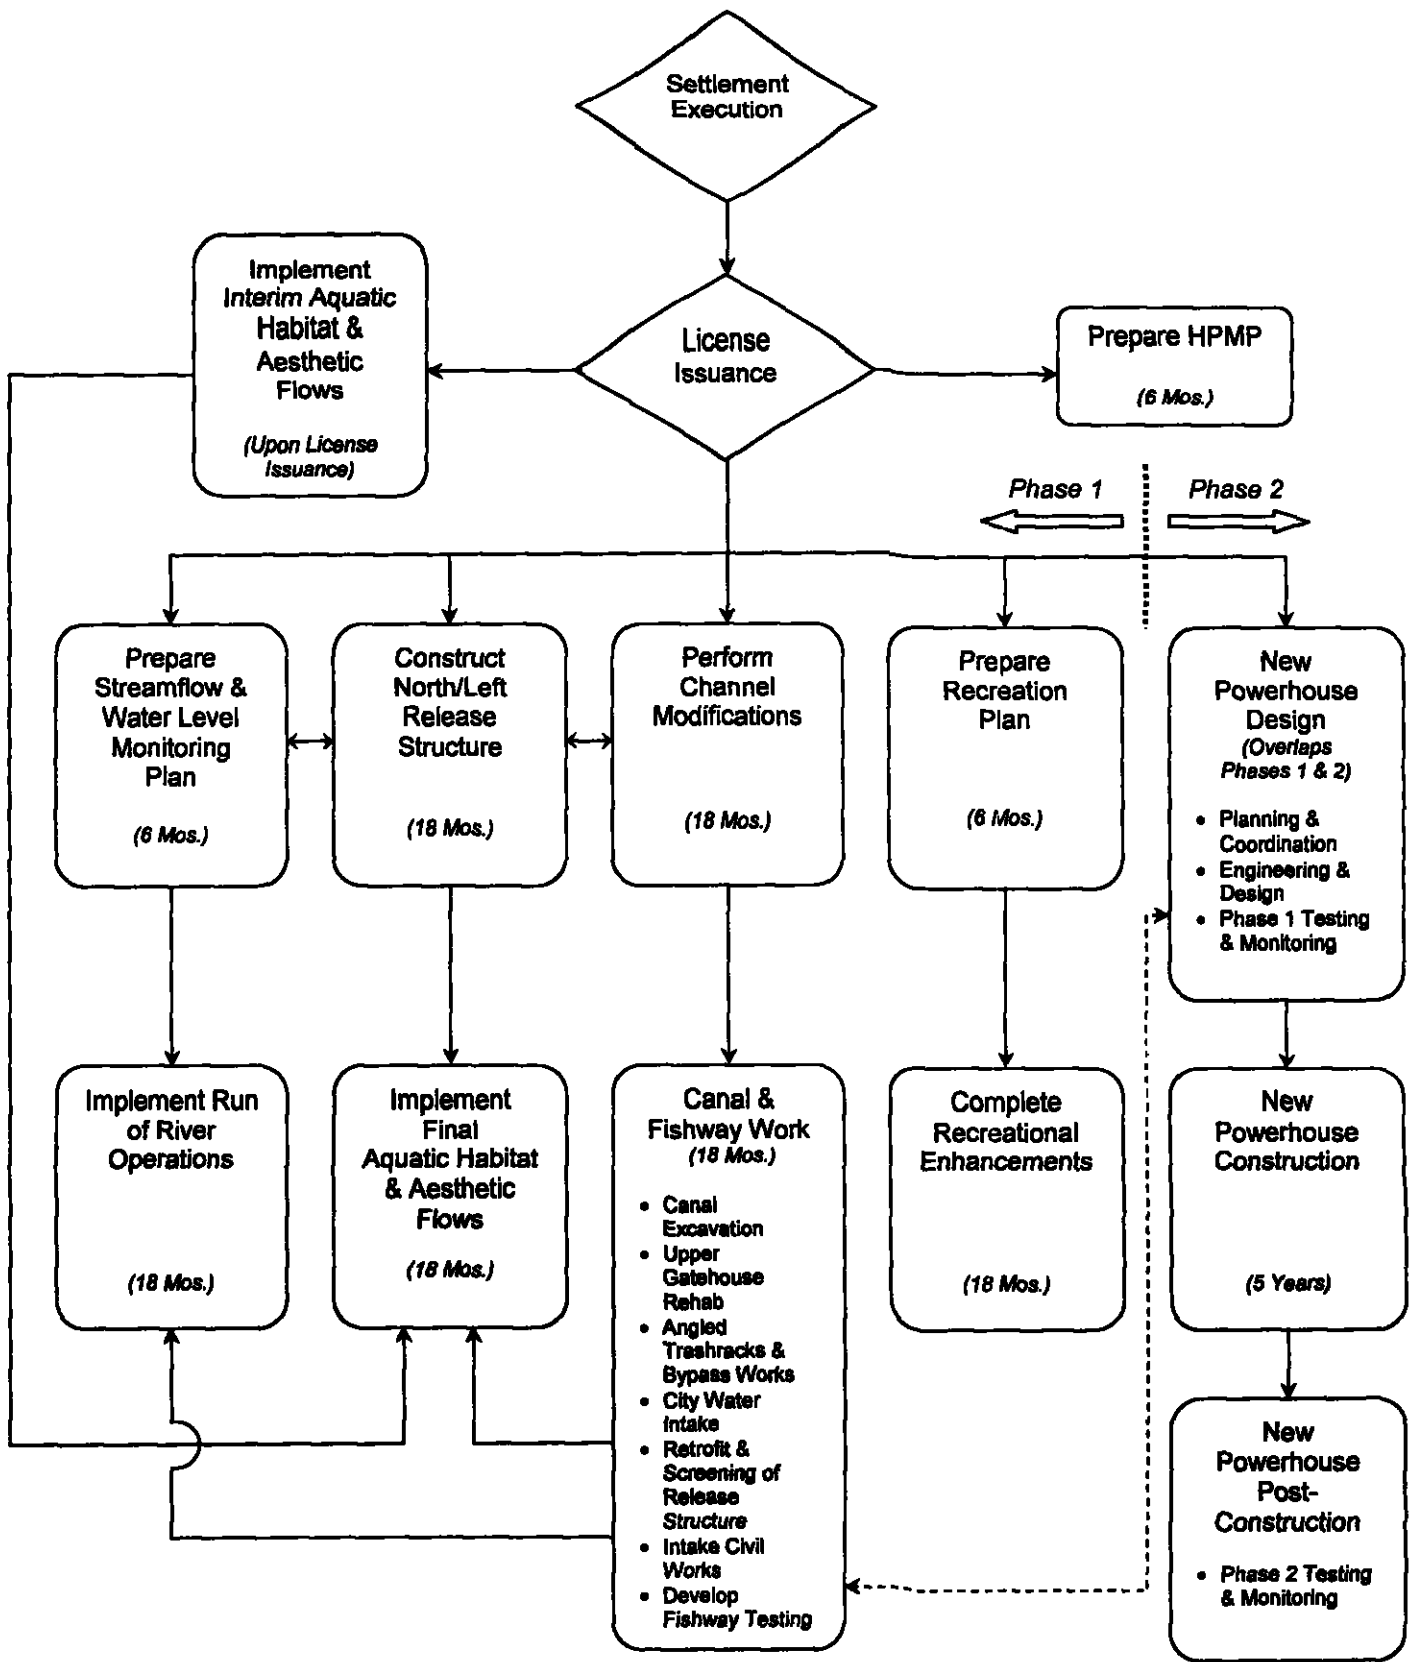 Settlement
Execution
Implement
Interim Aquatic
Habitat &
Aesthetic
Flows
(Upon License
Issuance)
License
Issuance
Prepare HPMP
(6 Mos.)
Phase 1
Phase 2
Prepare
Streamflow &
Water Level
Monitoring
Plan
(6 Mos.)
Construct
North/Left
Release
Structure
(18 Mos.)
Perform
Channel
Modifications
(18 Mos.)
Prepare
Recreation
Plan
(6 Mos.)
New
Powerhouse
Design
(Overlaps
Phases 1 & 2)
• Planning &
Coordination
• Engineering &
Design
• Phase 1 Testing
& Monitoring
Implement Run
of River
Operations
(18 Mos.)
Implement
Final
Aquatic Habitat
& Aesthetic
Flows
(18 Mos.)
Canal &
Fishway Work
(18 Mos.)
• Canal
Excavation
• Upper
Gatehouse
Rehab
• Angled
Trashracks &
Bypass Works
• City Water
Intake
• Retrofit &
Screening of
Release
Structure
• Intake Civil
Works
• Develop
Fishway Testing
Complete
Recreational
Enhancements
(18 Mos.)
New
Powerhouse
Construction
(5 Years)
New
Powerhouse
Post-
Construction
• Phase 2 Testing
& Monitoring